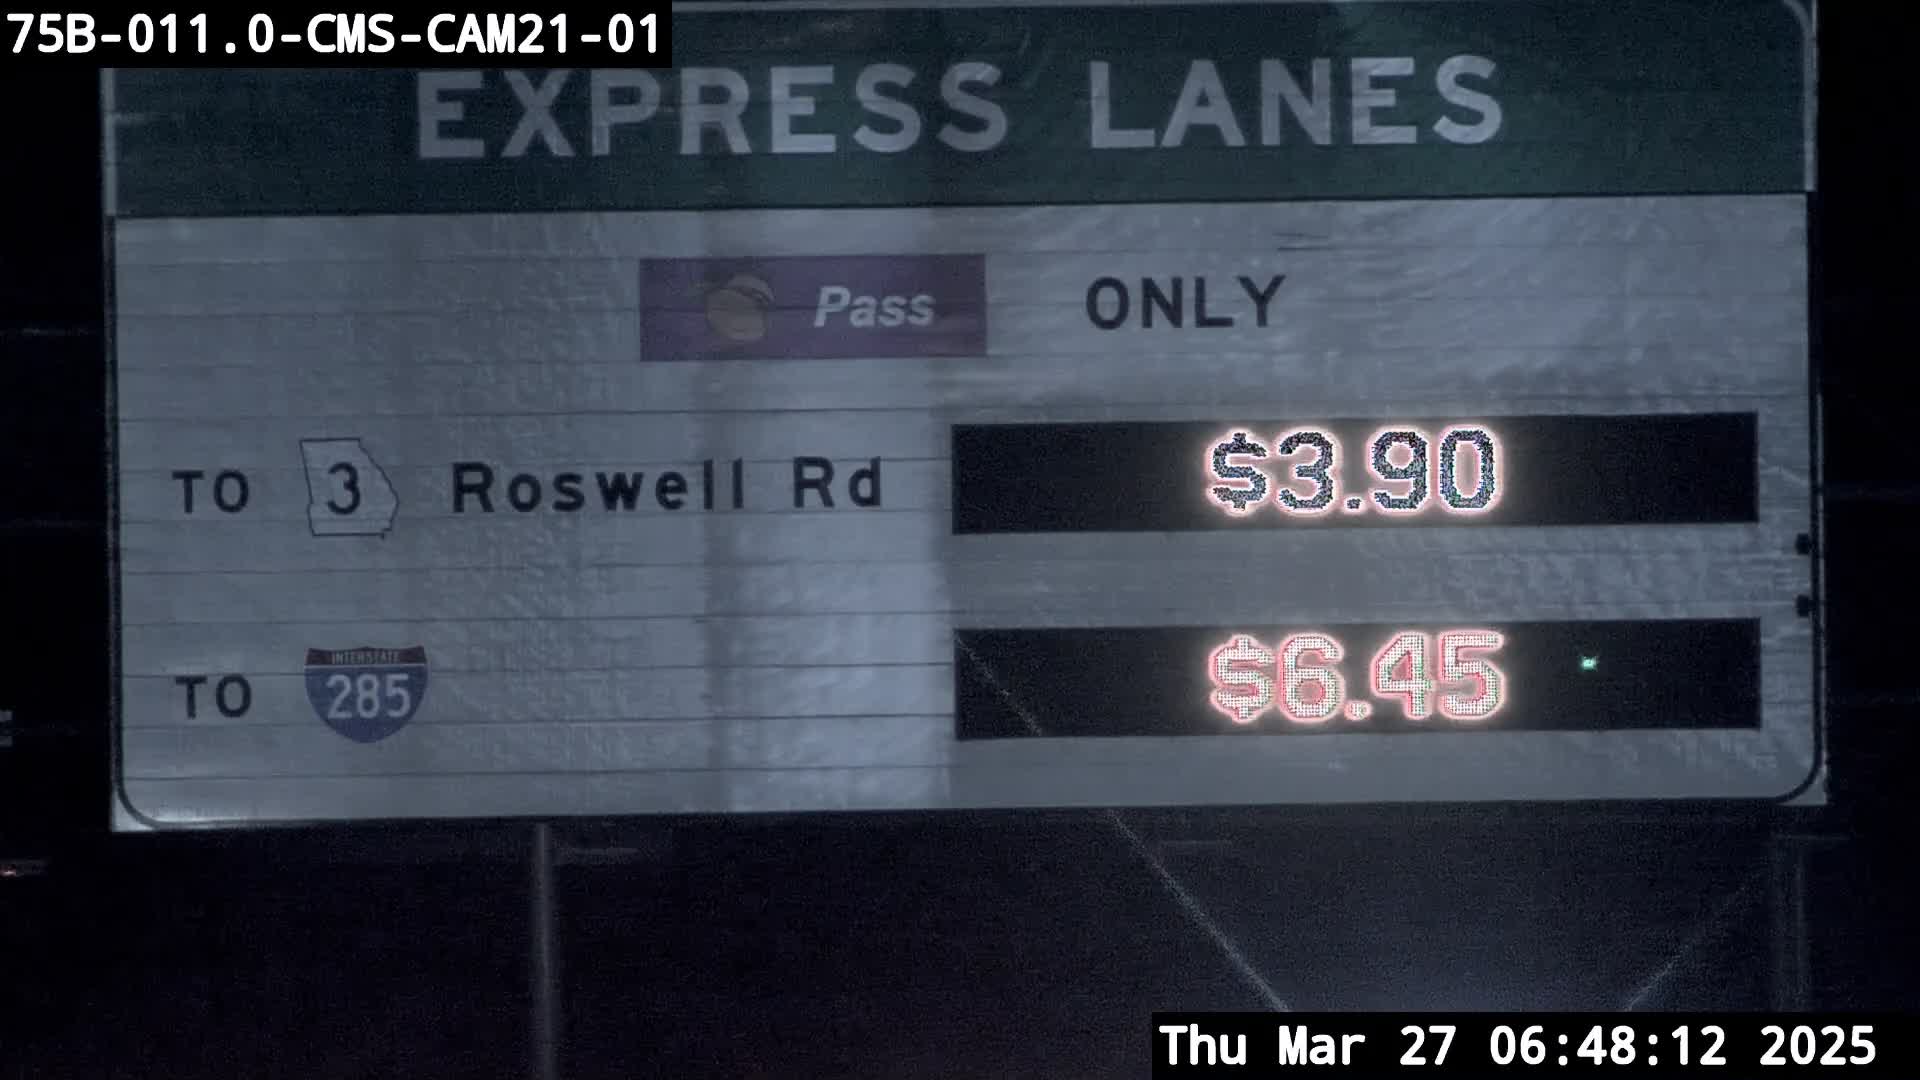 75B-011.0-CMS-CAM21-01
EXPRESS LANES
Pass ONLY
TO 3 Roswell Rd $3.90
INTERSTATE
TO 285 $6.45
Thu Mar 27 06:48:12 2025